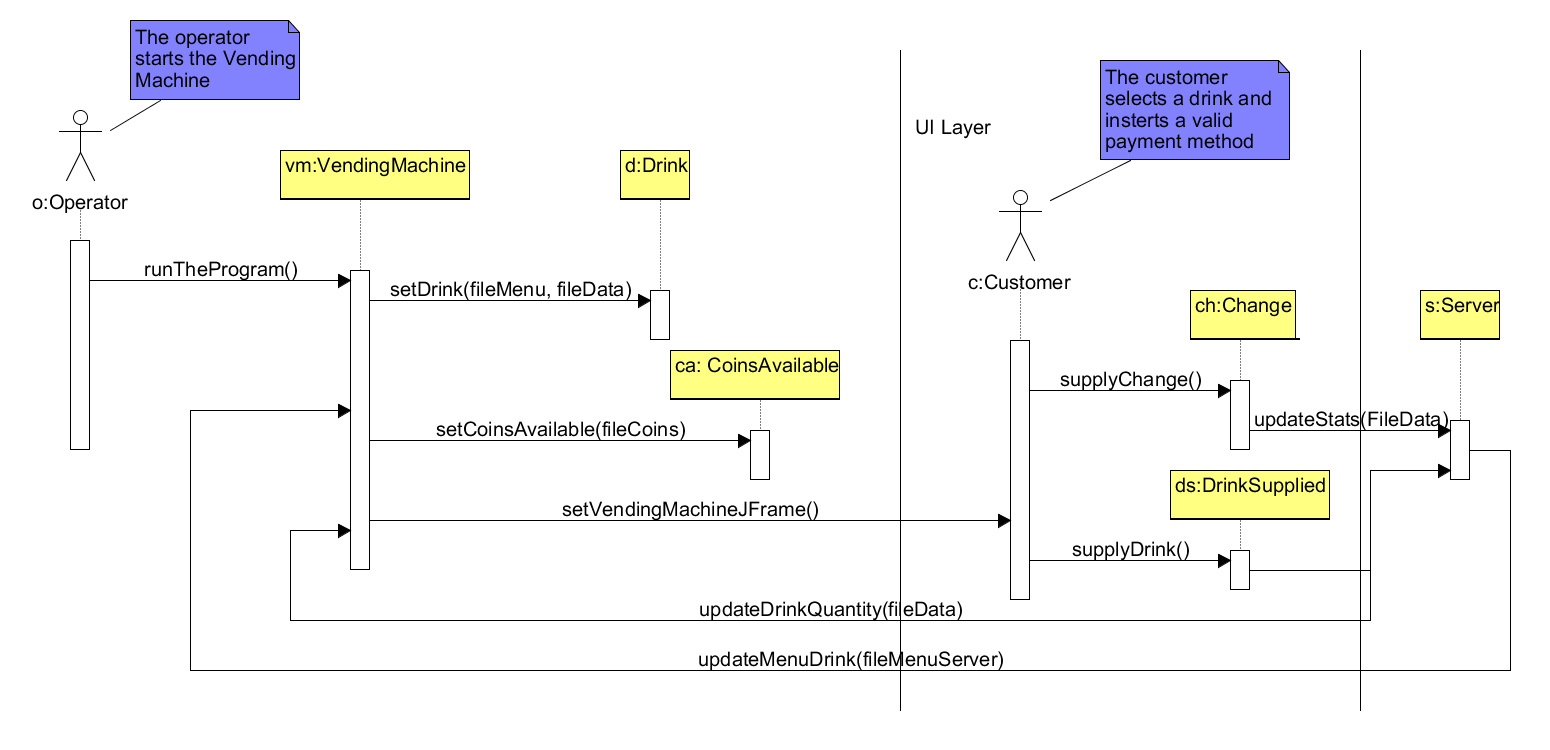 The operator
starts the Vending
Machine
o:Operator
vm:VendingMachine
d:Drink
UI Layer
The customer
selects a drink and
insterts a valid
payment method
c:Customer
ch:Change
s:Server
runTheProgram()
setDrink(fileMenu, fileData)
ca: CoinsAvailable
supplyChange()
updateStats(FileData)
setCoinsAvailable(fileCoins)
ds:DrinkSupplied
setVendingMachineJFrame()
supplyDrink()
updateDrinkQuantity(fileData)
updateMenuDrink(fileMenuServer)